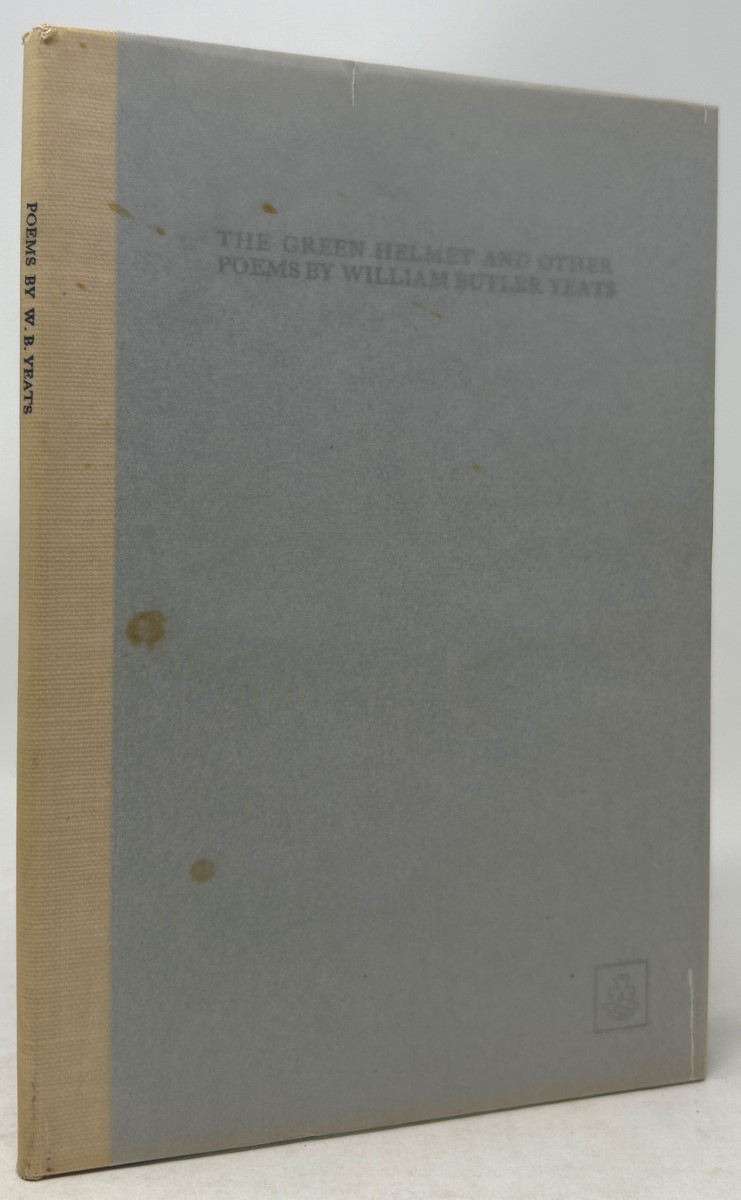 POEMS BY W. B. YEATS
THE GREEN HELMET AND OTHER
POEMS BY WILLIAM BUTLER YEATS